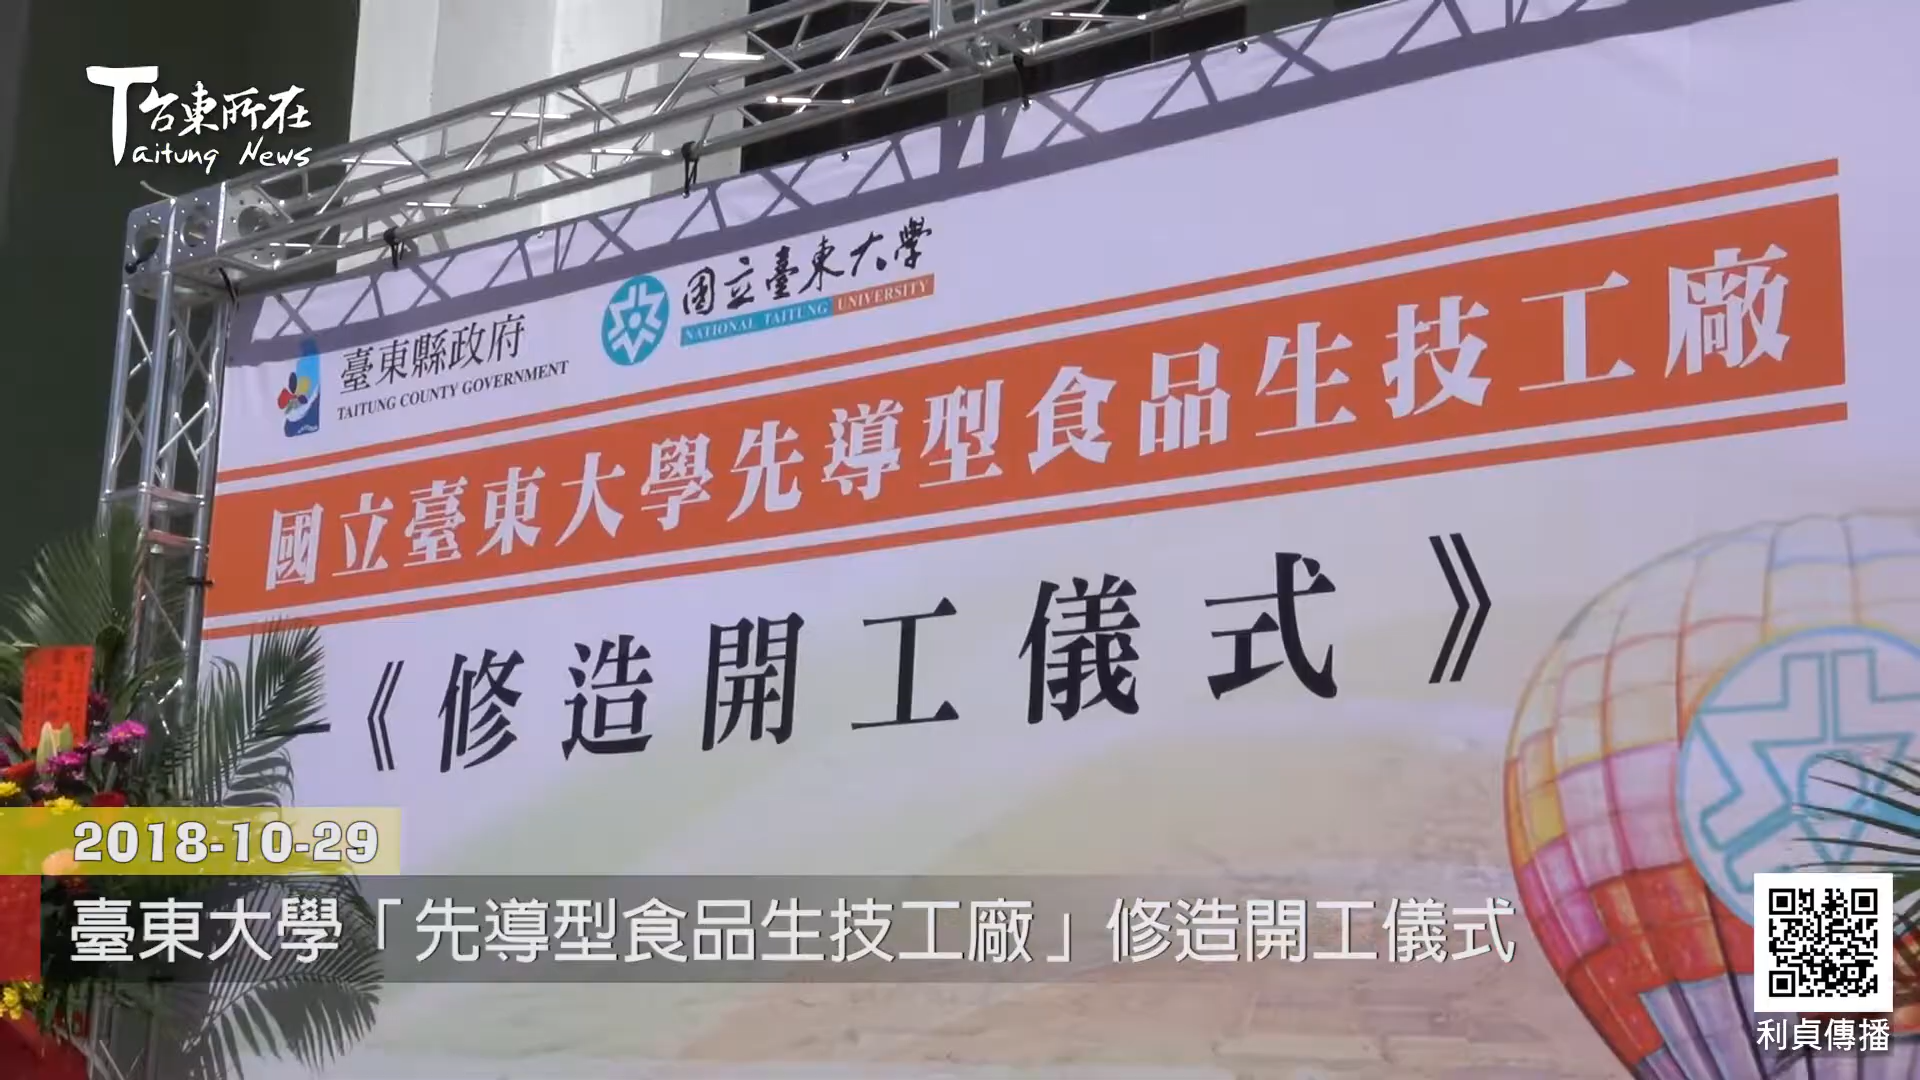 台東所在
Taitung News
臺東縣政府
TAITUNG COUNTY GOVERNMENT
國立臺東大學
NATIONAL TAITUNG UNIVERSITY
國立臺東大學先導型食品生技工廠
《修造開工儀式》
2018-10-29
臺東大學「先導型食品生技工廠」修造開工儀式
利貞傳播